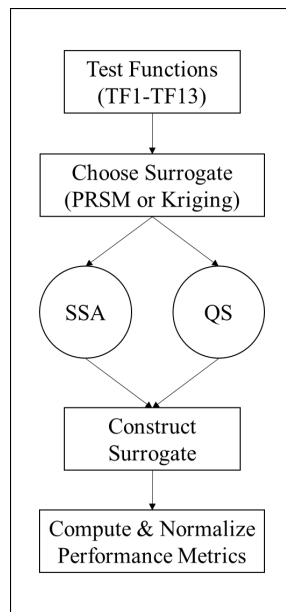 Test Functions
(TF1-TF13)
Choose Surrogate
(PRSM or Kriging)
SSA
QS
Construct
Surrogate
Compute & Normalize
Performance Metrics